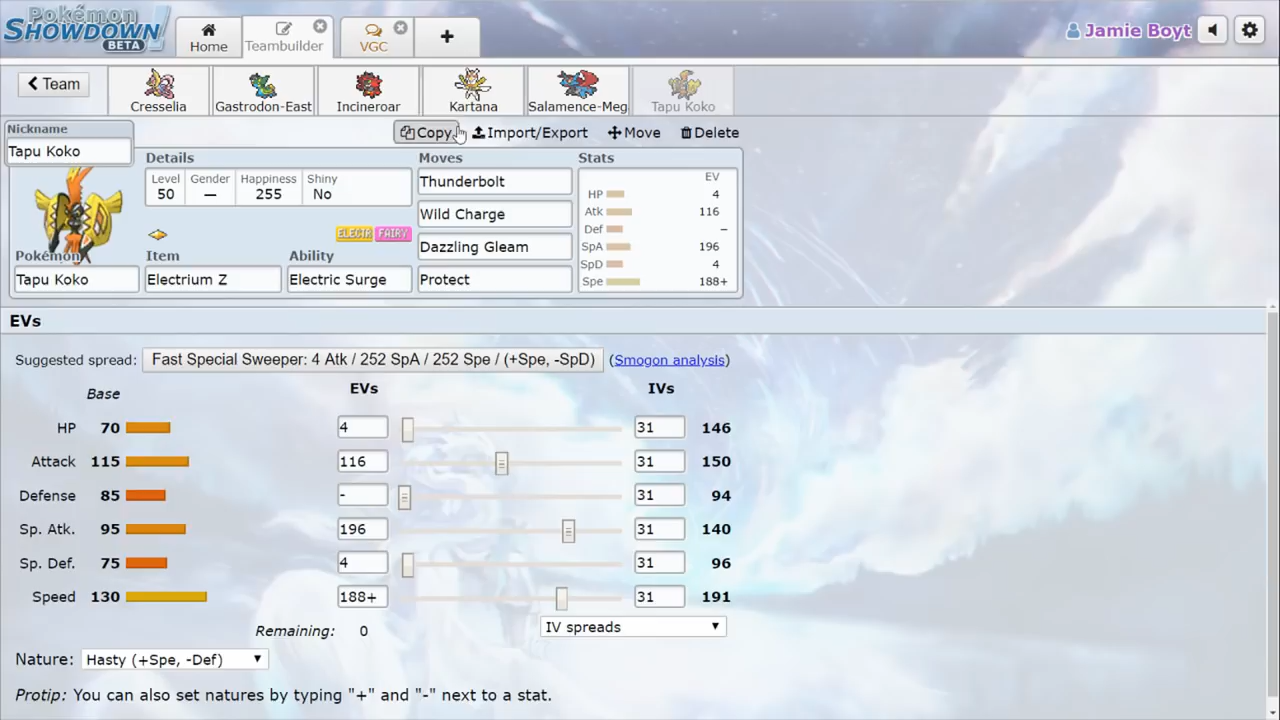 Pokémon
SHOWDOWN!
BETA
Home
Teambuilder
VGC
+
Jamie Boyt
Team
Cresselia
Gastrodon-East
Incineroar
Kartana
Salamence-Meg
Tapu Koko
Copy
Import/Export
Move
Delete
Nickname
Tapu Koko
Pokémon
Tapu Koko
Details
Level
50
Gender
—
Happiness
255
Shiny
No
ELECTR
FAIRY
Item
Electrium Z
Ability
Electric Surge
Moves
Thunderbolt
Wild Charge
Dazzling Gleam
Protect
Stats
EV
HP 4
Atk 116
Def –
SpA 196
SpD 4
Spe 188+
EVs
Suggested spread: Fast Special Sweeper: 4 Atk / 252 SpA / 252 Spe / (+Spe, -SpD) (Smogon analysis)
Base EVs IVs
HP 70 4 31 146
Attack 115 116 31 150
Defense 85 - 31 94
Sp. Atk. 95 196 31 140
Sp. Def. 75 4 31 96
Speed 130 188+ 31 191
Remaining: 0
IV spreads
Nature: Hasty (+Spe, -Def)
Protip: You can also set natures by typing "+" and "-" next to a stat.